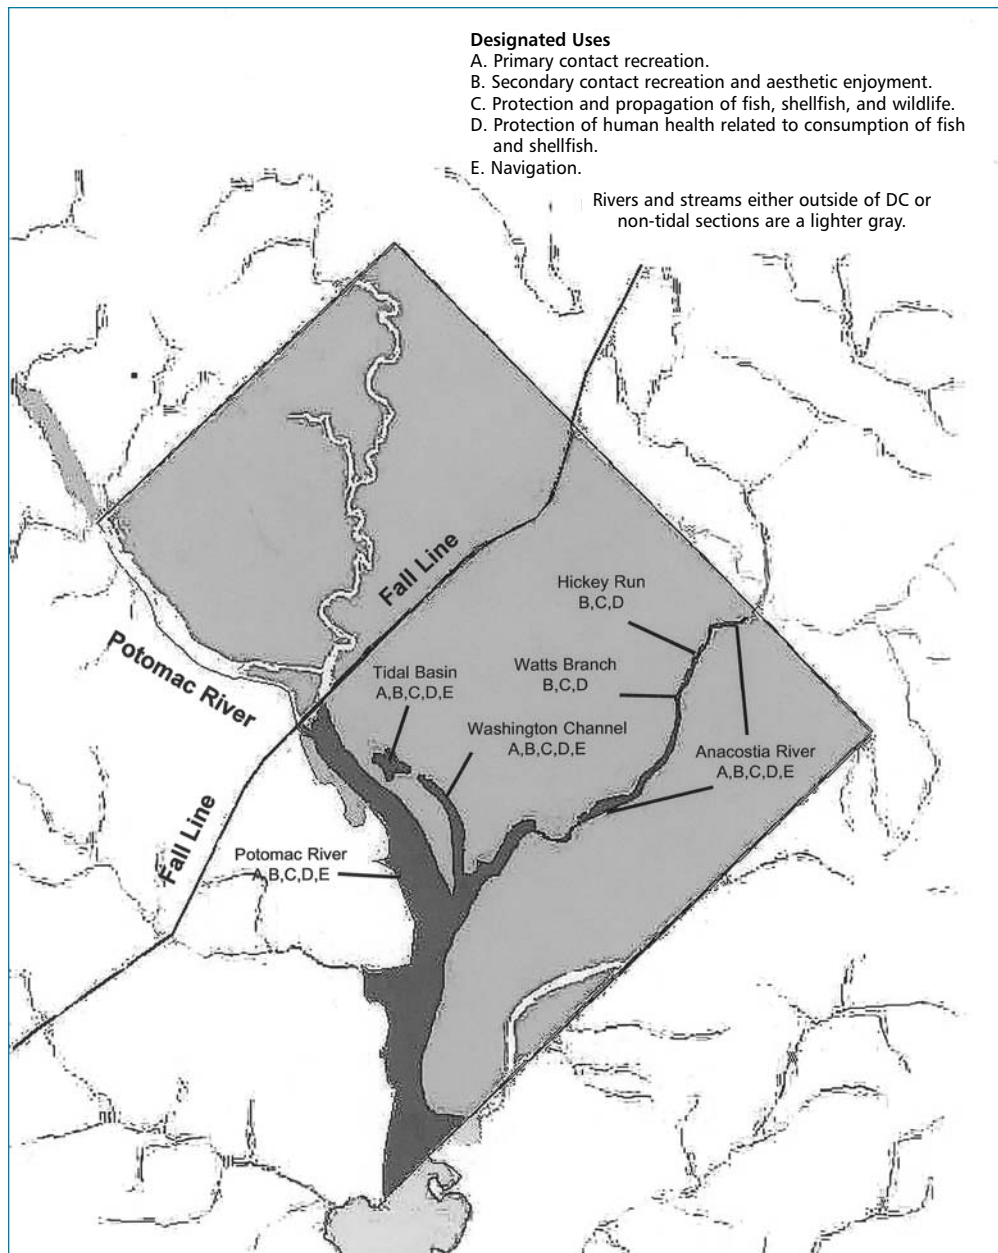 Designated Uses
A. Primary contact recreation.
B. Secondary contact recreation and aesthetic enjoyment.
C. Protection and propagation of fish, shellfish, and wildlife.
D. Protection of human health related to consumption of fish
and shellfish.
E. Navigation.
Rivers and streams either outside of DC or
non-tidal sections are a lighter gray.
Fall Line
Hickey Run
B,C,D
Potomac River
Tidal Basin
A,B,C,D,E
Watts Branch
B,C,D
Washington Channel
A,B,C,D,E
Anacostia River
A,B,C,D,E
Fall Line
Potomac River
A,B,C,D,E